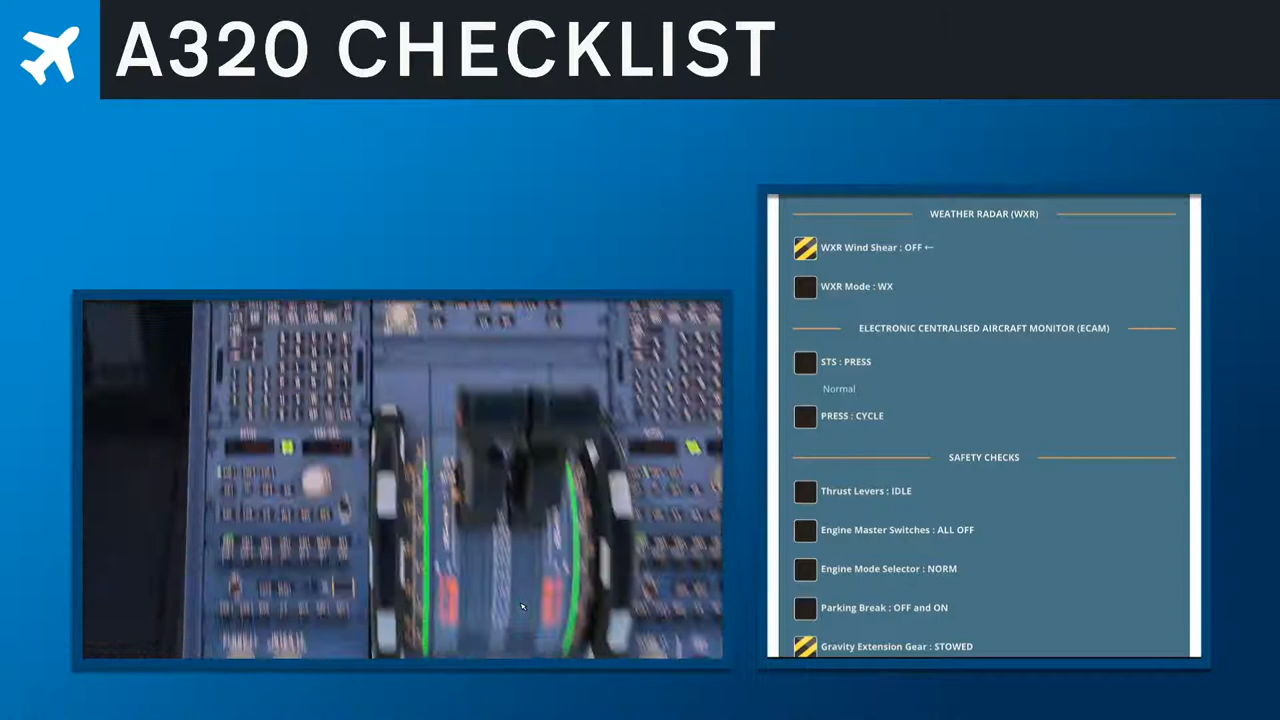 A320 CHECKLIST
WEATHER RADAR (WXR)
WXR Wind Shear : OFF ←
WXR Mode : WX
ELECTRONIC CENTRALISED AIRCRAFT MONITOR (ECAM)
STS : PRESS
Normal
PRESS : CYCLE
SAFETY CHECKS
Thrust Levers : IDLE
Engine Master Switches : ALL OFF
Engine Mode Selector : NORM
Parking Break : OFF and ON
Gravity Extension Gear : STOWED